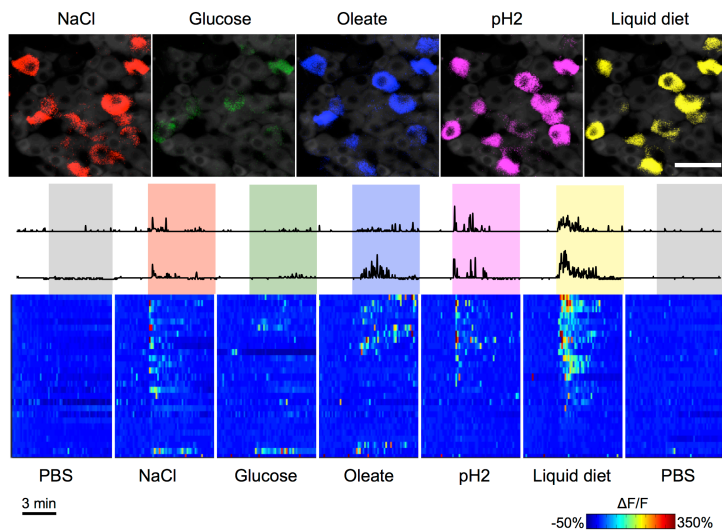 NaCl Glucose Oleate pH2 Liquid diet
PBS NaCl Glucose Oleate pH2 Liquid diet PBS
3 min
ΔF/F
-50% 350%